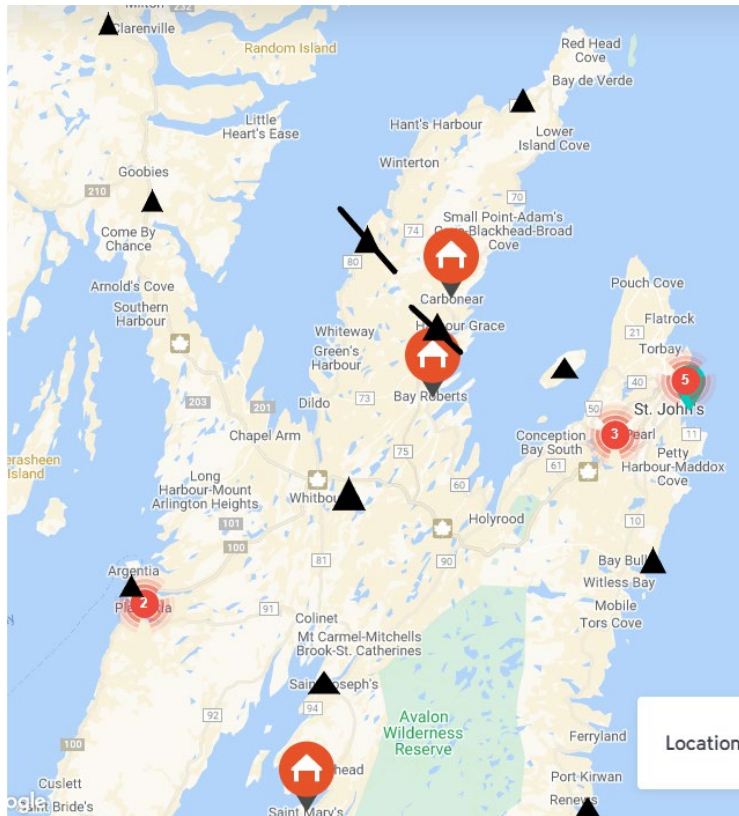 Clarenville
232
Random Island
Red Head
Cove
Bay de Verde
Little
Heart's Ease
Hant's Harbour
Lower
Island Cove
Winterton
Goobies
210
70
Come By
Chance
Small Point-Adam's
Blackhead-Broad
Cove
74
80
Arnold's Cove
Southern
Harbour
Carbonear
Pouch Cove
Flatrock
21
Torbay
Whiteway
Green's
Harbour
Grace
Bay Roberts
40
5
St. John's
203
201
Dildo
73
50
3
Pearl
11
Chapel Arm
75
Conception
Bay South
61
Petty
Harbour-Maddox
Cove
Long
Harbour-Mount
Arlington Heights
60
101
Holyrood
10
100
81
90
Bay Bull
Witless Bay
Argentia
2
91
Colinet
Mobile
Tors Cove
Mt Carmel-Mitchells
Brook-St. Catherines
94
92
Avalon
Wilderness
Reserve
100
Ferryland
Location
Port Kirwan
Cuslett
Saint Mary's